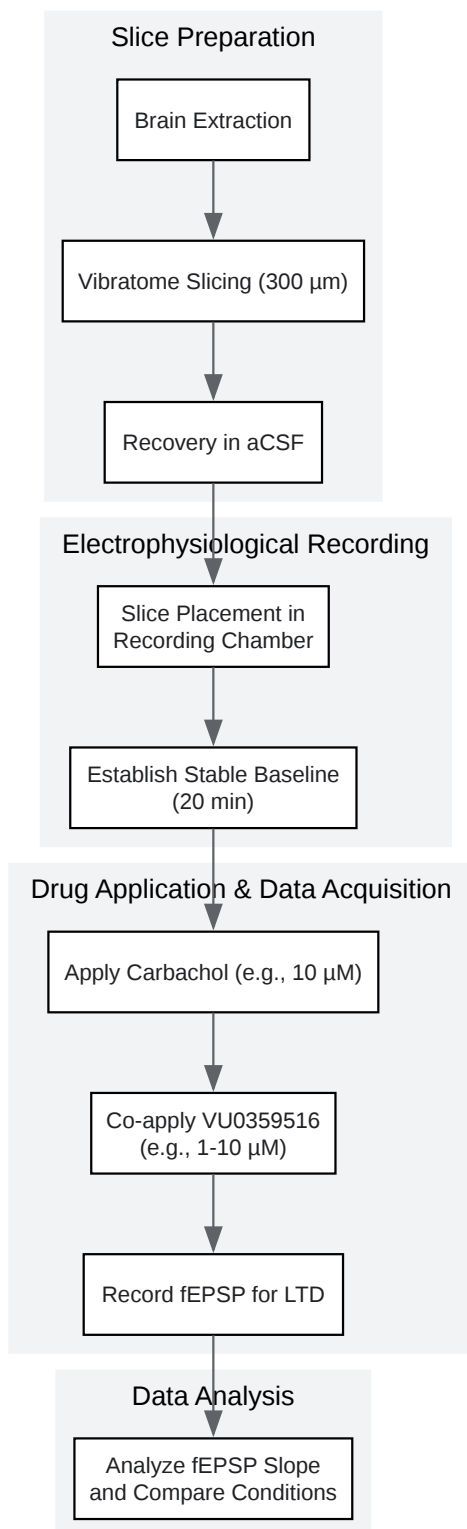 Slice Preparation
Brain Extraction
Vibratome Slicing (300 µm)
Recovery in aCSF
Electrophysiological Recording
Slice Placement in
Recording Chamber
Establish Stable Baseline
(20 min)
Drug Application & Data Acquisition
Apply Carbachol (e.g., 10 µM)
Co-apply VU0359516
(e.g., 1-10 µM)
Record fEPSP for LTD
Data Analysis
Analyze fEPSP Slope
and Compare Conditions